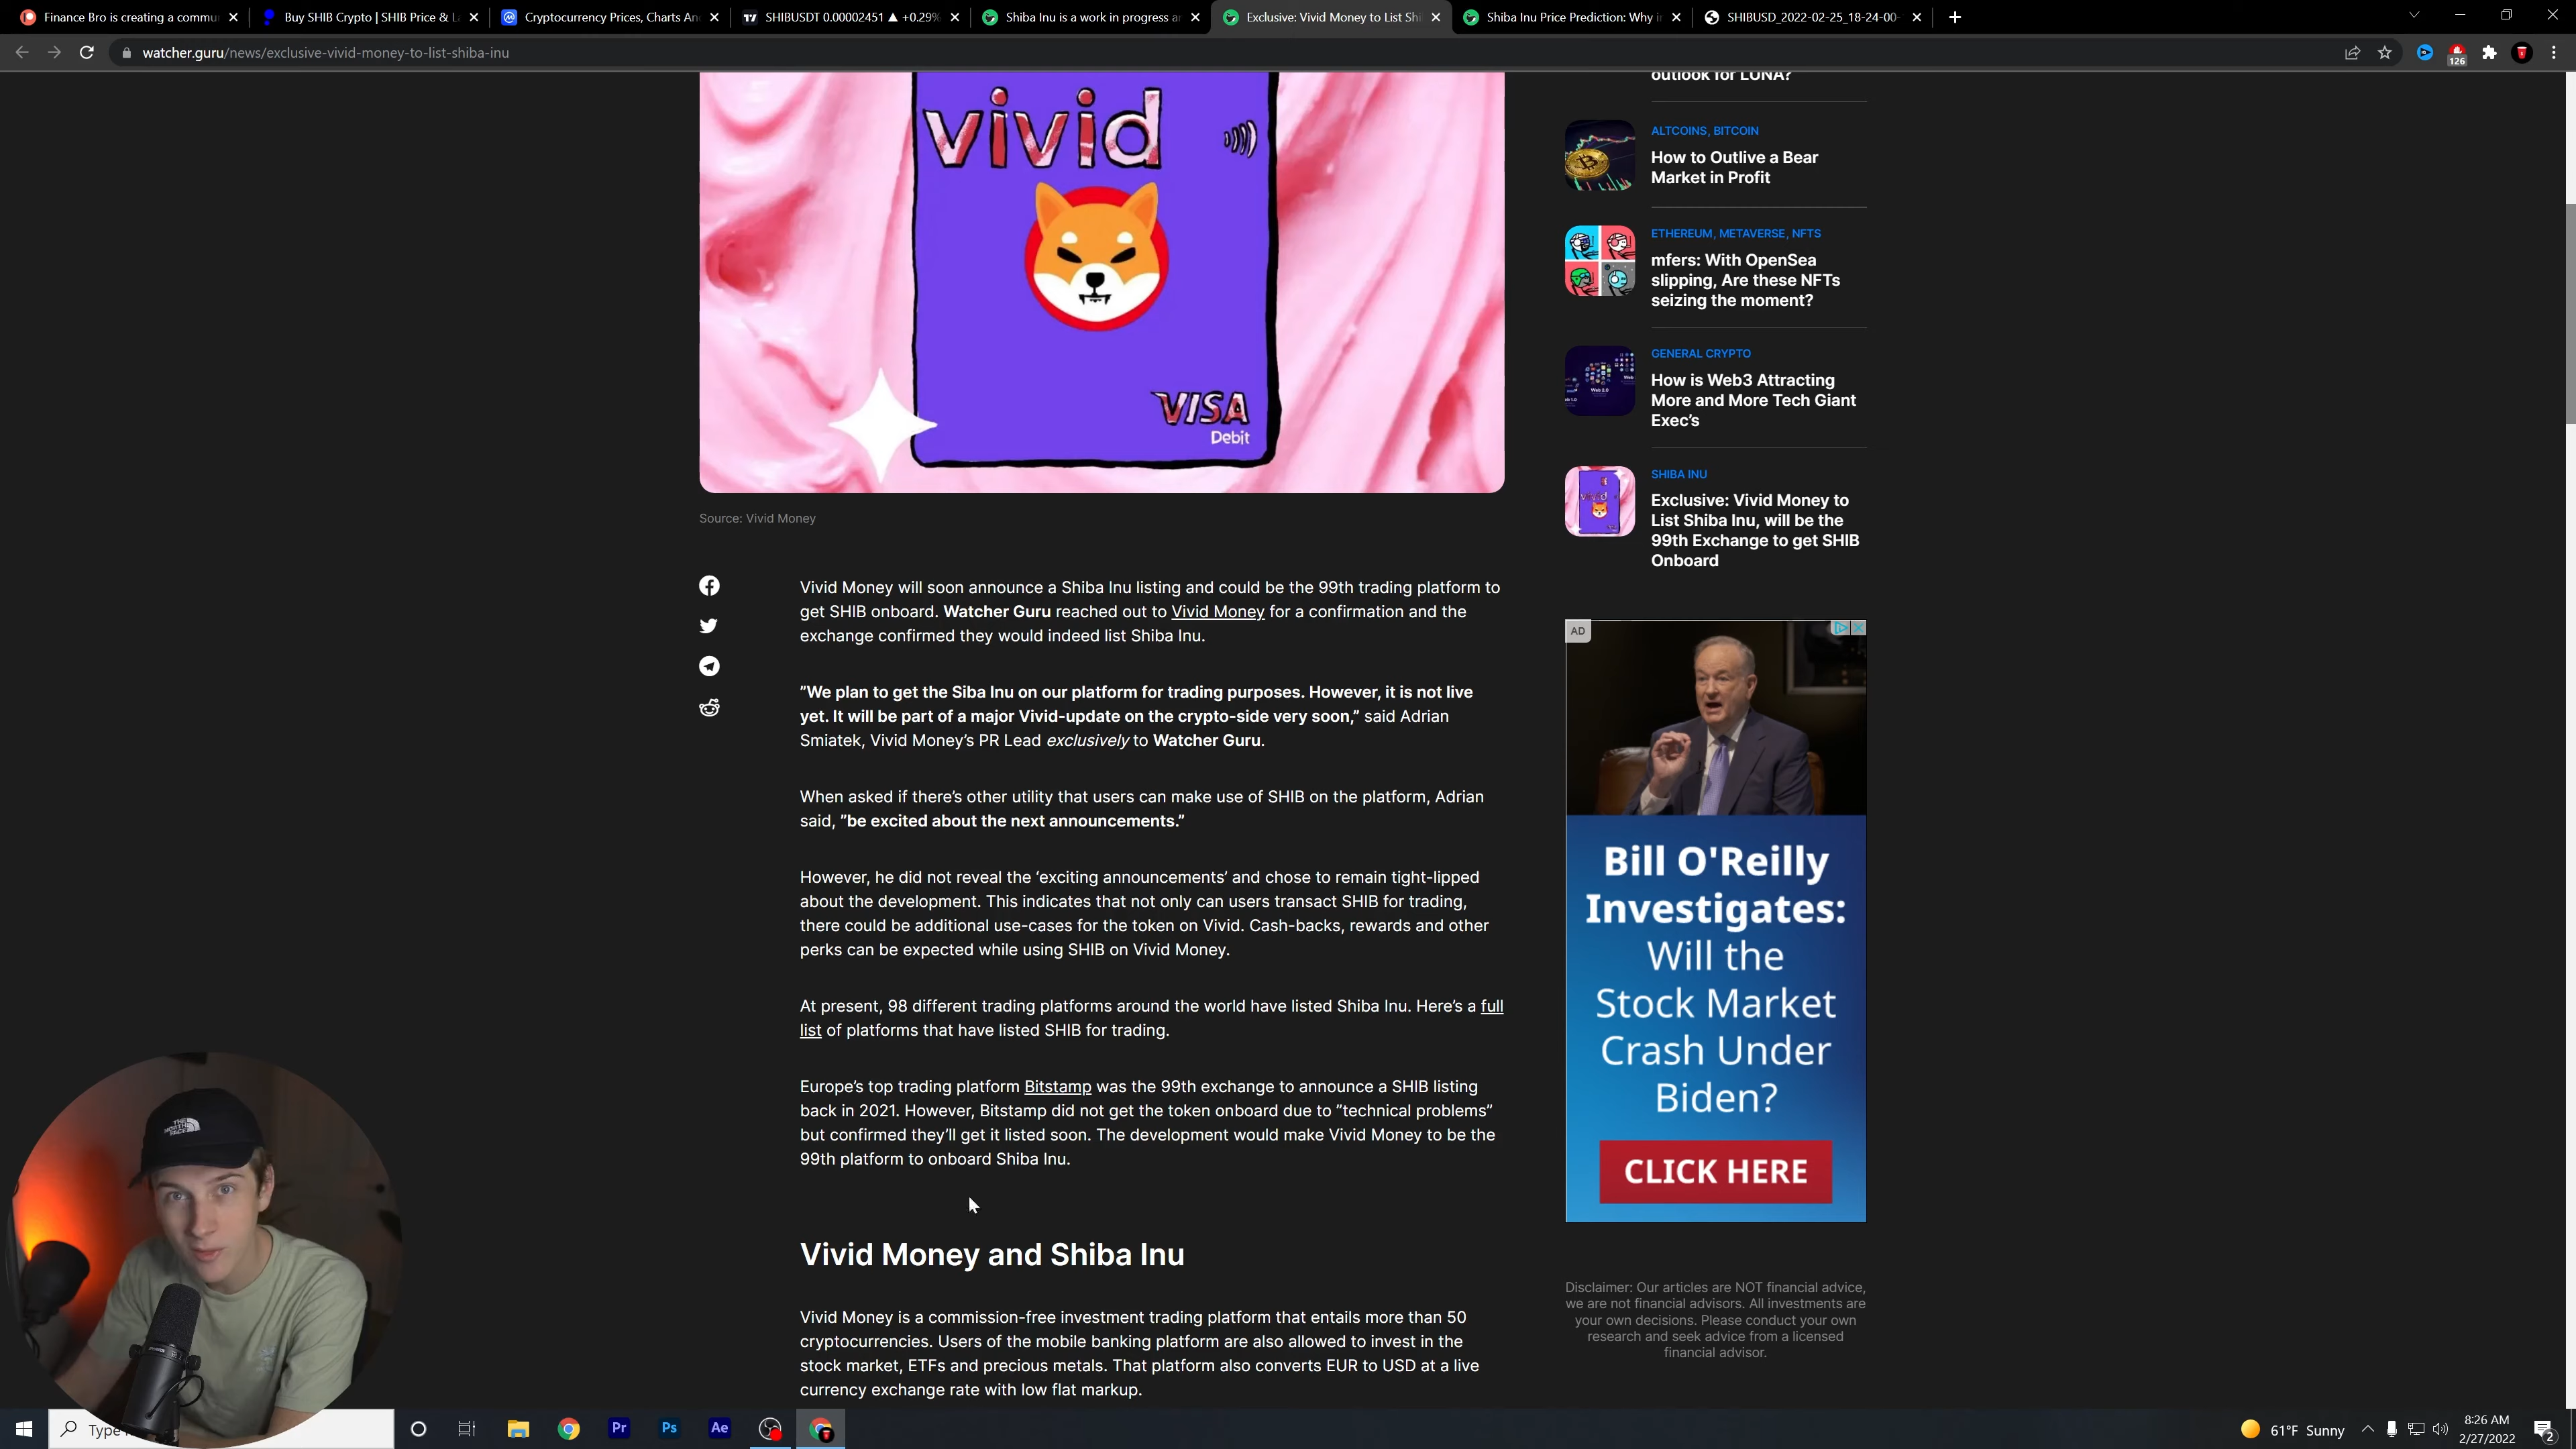 Finance Bro is creating a commu
Buy SHIB Crypto | SHIB Price & L
Cryptocurrency Prices, Charts An
SHIBUSDT 0.00002451 ▲ +0.29%
Shiba Inu is a work in progress a
Exclusive: Vivid Money to List Shi
Shiba Inu Price Prediction: Why i
SHIBUSD_2022-02-25_18-24-00-
watcher.guru/news/exclusive-vivid-money-to-list-shiba-inu
126
vivid
VISA
Debit
Source: Vivid Money
Vivid Money will soon announce a Shiba Inu listing and could be the 99th trading platform to
get SHIB onboard. Watcher Guru reached out to Vivid Money for a confirmation and the
exchange confirmed they would indeed list Shiba Inu.
”We plan to get the Siba Inu on our platform for trading purposes. However, it is not live
yet. It will be part of a major Vivid-update on the crypto-side very soon,” said Adrian
Smiatek, Vivid Money’s PR Lead exclusively to Watcher Guru.
When asked if there’s other utility that users can make use of SHIB on the platform, Adrian
said, ”be excited about the next announcements.”
However, he did not reveal the ‘exciting announcements’ and chose to remain tight-lipped
about the development. This indicates that not only can users transact SHIB for trading,
there could be additional use-cases for the token on Vivid. Cash-backs, rewards and other
perks can be expected while using SHIB on Vivid Money.
At present, 98 different trading platforms around the world have listed Shiba Inu. Here’s a full
list of platforms that have listed SHIB for trading.
Europe’s top trading platform Bitstamp was the 99th exchange to announce a SHIB listing
back in 2021. However, Bitstamp did not get the token onboard due to ”technical problems”
but confirmed they’ll get it listed soon. The development would make Vivid Money to be the
99th platform to onboard Shiba Inu.
Vivid Money and Shiba Inu
Vivid Money is a commission-free investment trading platform that entails more than 50
cryptocurrencies. Users of the mobile banking platform are also allowed to invest in the
stock market, ETFs and precious metals. That platform also converts EUR to USD at a live
currency exchange rate with low flat markup.
outlook for LUNA?
ALTCOINS, BITCOIN
How to Outlive a Bear
Market in Profit
ETHEREUM, METAVERSE, NFTS
mfers: With OpenSea
slipping, Are these NFTs
seizing the moment?
GENERAL CRYPTO
How is Web3 Attracting
More and More Tech Giant
Exec’s
SHIBA INU
Exclusive: Vivid Money to
List Shiba Inu, will be the
99th Exchange to get SHIB
Onboard
AD
Bill O'Reilly
Investigates:
Will the
Stock Market
Crash Under
Biden?
CLICK HERE
Disclaimer: Our articles are NOT financial advice,
we are not financial advisors. All investments are
your own decisions. Please conduct your own
research and seek advice from a licensed
financial advisor.
THE NORTH FACE
Type
Pr
Ps
Ae
61°F Sunny
8:26 AM
2/27/2022
2